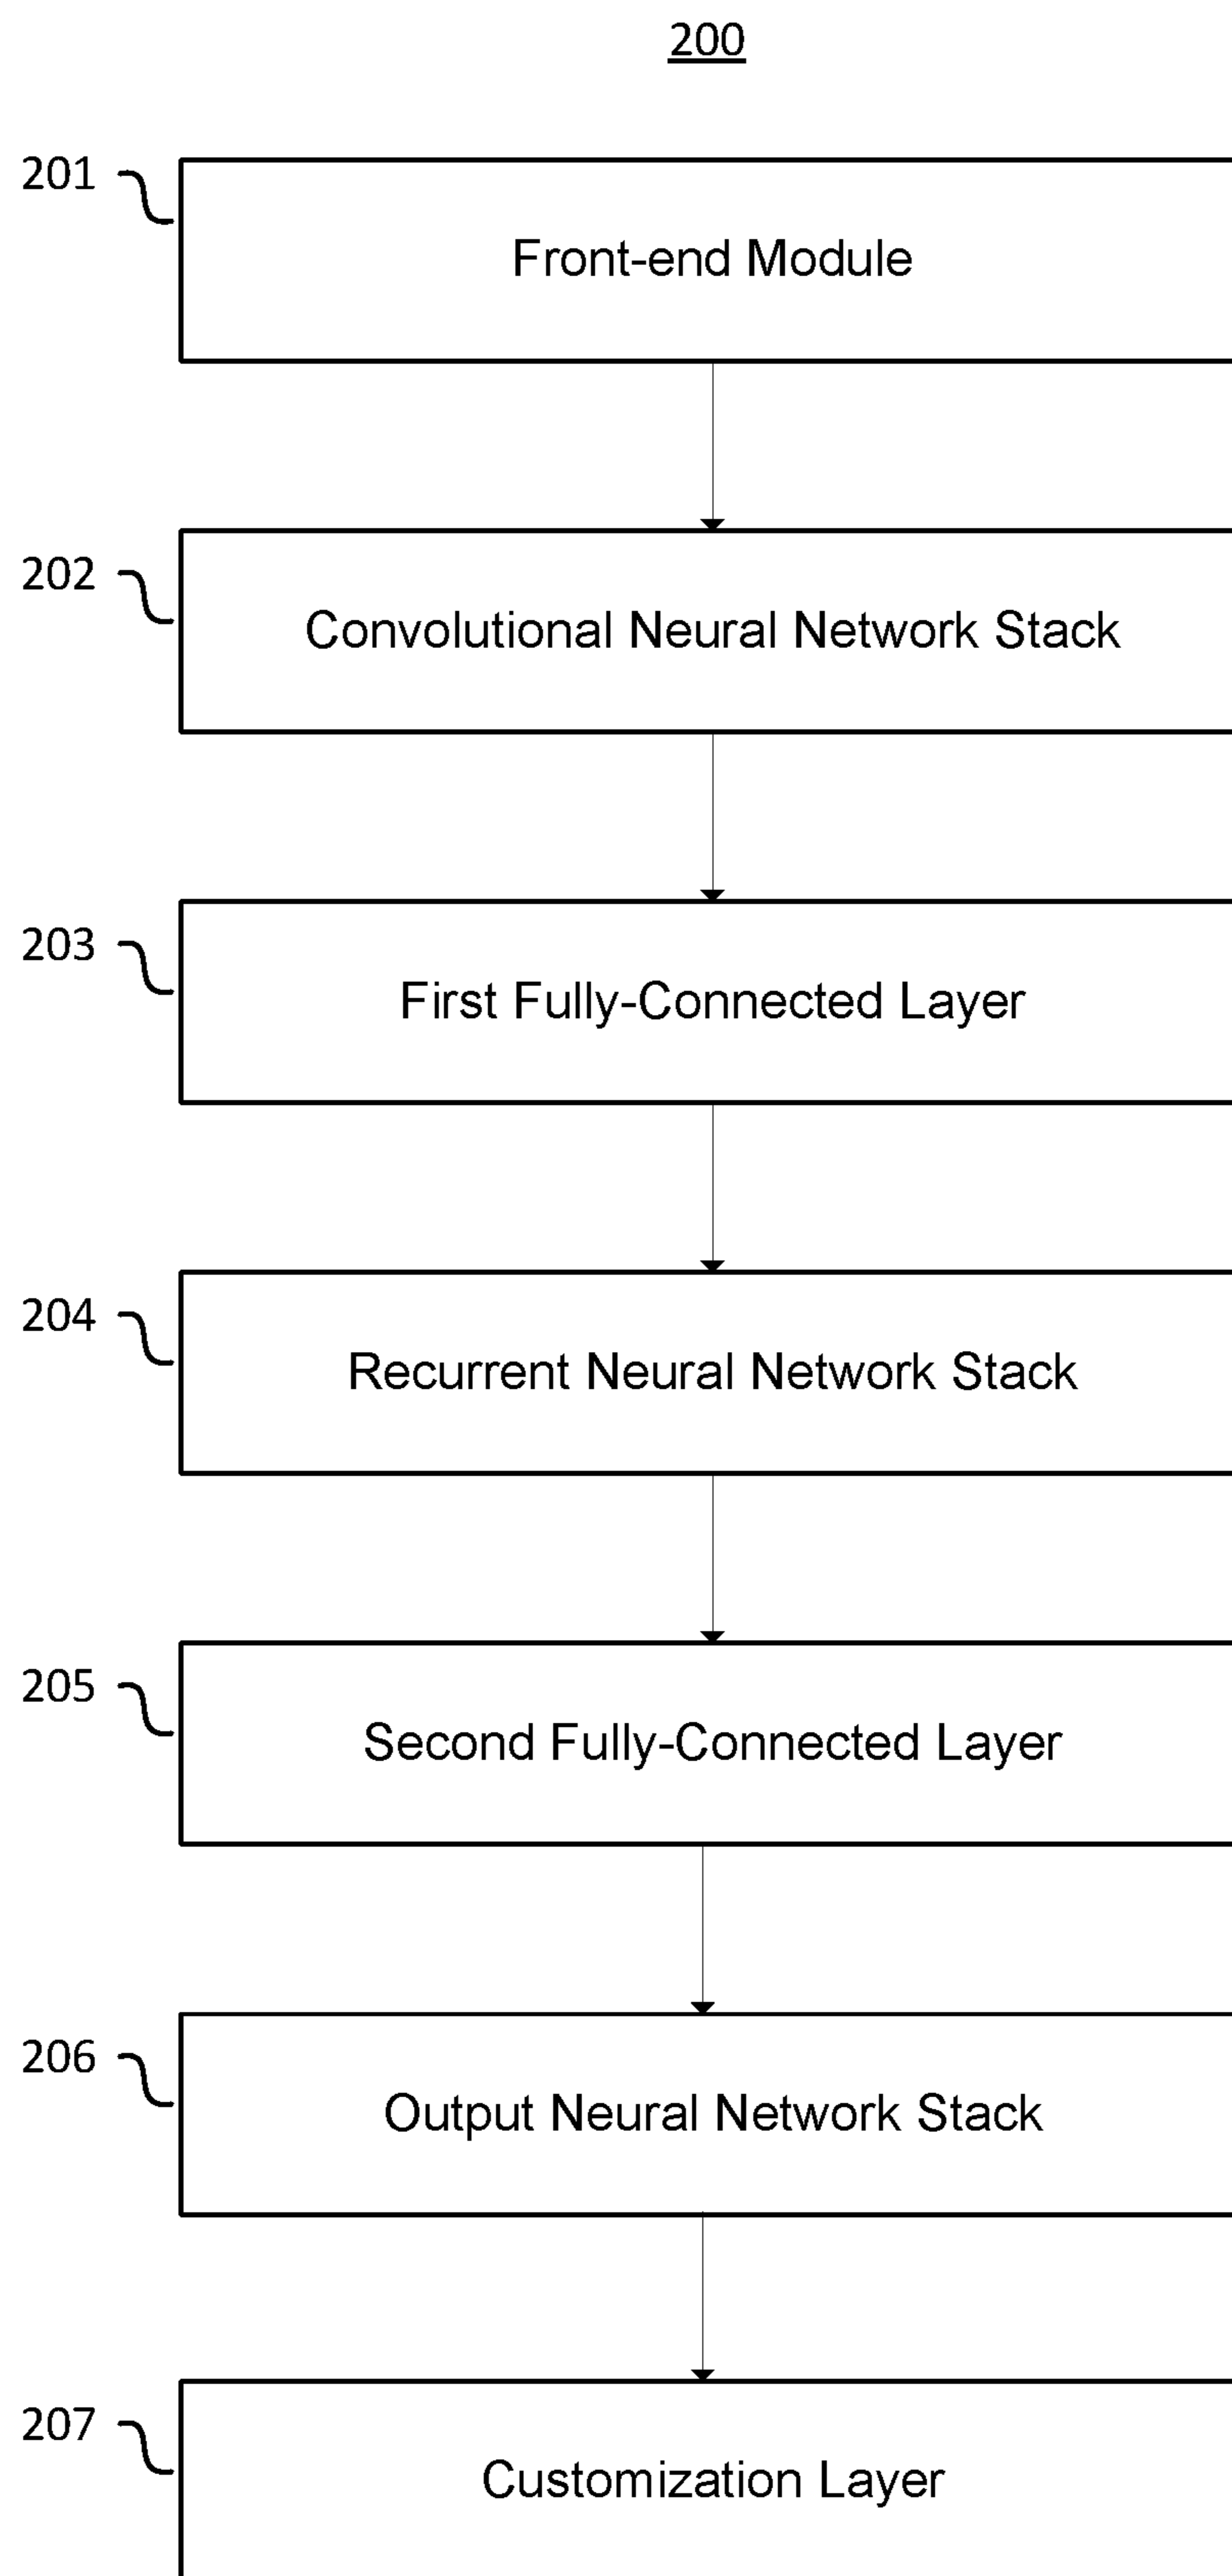 200
201
Front-end Module
202
Convolutional Neural Network Stack
203
First Fully-Connected Layer
204
Recurrent Neural Network Stack
205
Second Fully-Connected Layer
206
Output Neural Network Stack
207
Customization Layer